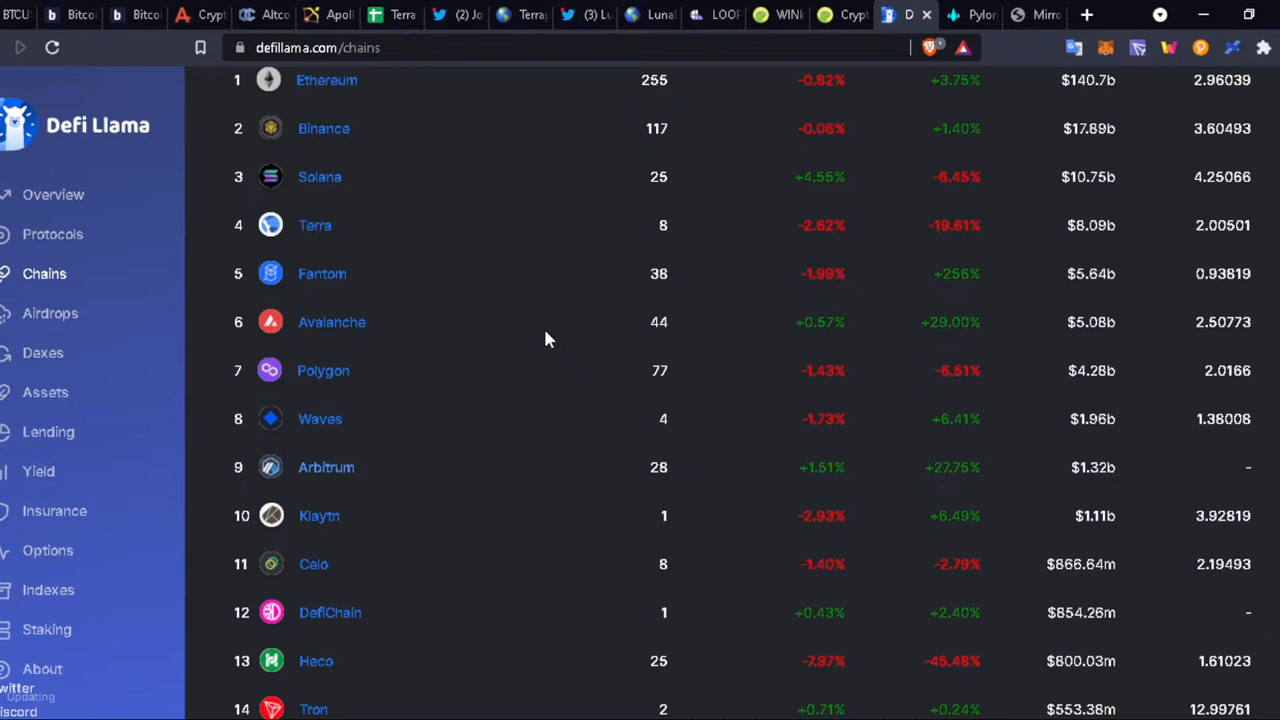 BTCU
Bitco
Bitco
Crypt
Altco
Apoll
Terra
(2) Jo
Terra
(3) Lu
Luna
LOOP
WINk
Crypt
D
Pylon
Mirro
defillama.com/chains
Defi Llama
Overview
Protocols
Chains
Airdrops
Dexes
Assets
Lending
Yield
Insurance
Options
Indexes
Staking
About
witter
Updating
iscord
1 Ethereum 255 -0.82% +3.75% $140.7b 2.96039
2 Binance 117 -0.06% +1.40% $17.89b 3.60493
3 Solana 25 +4.55% -6.45% $10.75b 4.25066
4 Terra 8 -2.62% -19.61% $8.09b 2.00501
5 Fantom 38 -1.99% +256% $5.64b 0.93819
6 Avalanche 44 +0.57% +29.00% $5.08b 2.50773
7 Polygon 77 -1.43% -6.51% $4.28b 2.0166
8 Waves 4 -1.73% +6.41% $1.96b 1.38008
9 Arbitrum 28 +1.51% +27.75% $1.32b -
10 Klaytn 1 -2.93% +6.49% $1.11b 3.92819
11 Celo 8 -1.40% -2.79% $866.64m 2.19493
12 DefiChain 1 +0.43% +2.40% $854.26m -
13 Heco 25 -7.97% -45.48% $800.03m 1.61023
14 Tron 2 +0.71% +0.24% $553.38m 12.99761